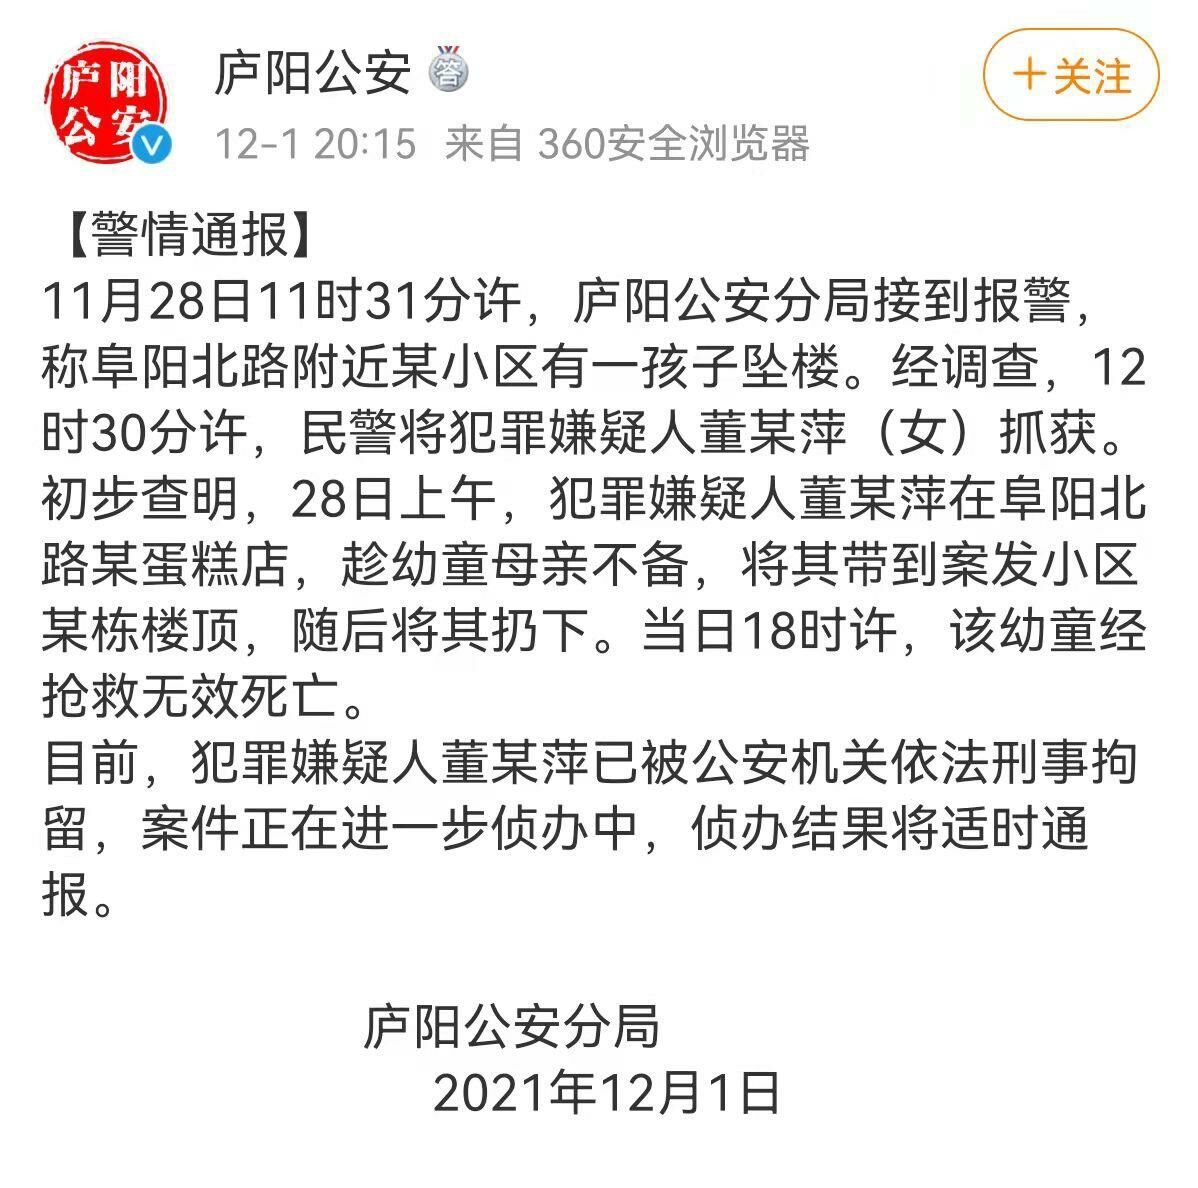 庐阳公安
庐阳
公安
答
+关注
12-1 20:15 来自 360安全浏览器
【警情通报】
11月28日11时31分许，庐阳公安分局接到报警，
称阜阳北路附近某小区有一孩子坠楼。经调查，12
时30分许，民警将犯罪嫌疑人董某萍（女）抓获。
初步查明，28日上午，犯罪嫌疑人董某萍在阜阳北
路某蛋糕店，趁幼童母亲不备，将其带到案发小区
某栋楼顶，随后将其扔下。当日18时许，该幼童经
抢救无效死亡。
目前，犯罪嫌疑人董某萍已被公安机关依法刑事拘
留，案件正在进一步侦办中，侦办结果将适时通
报。
庐阳公安分局
2021年12月1日